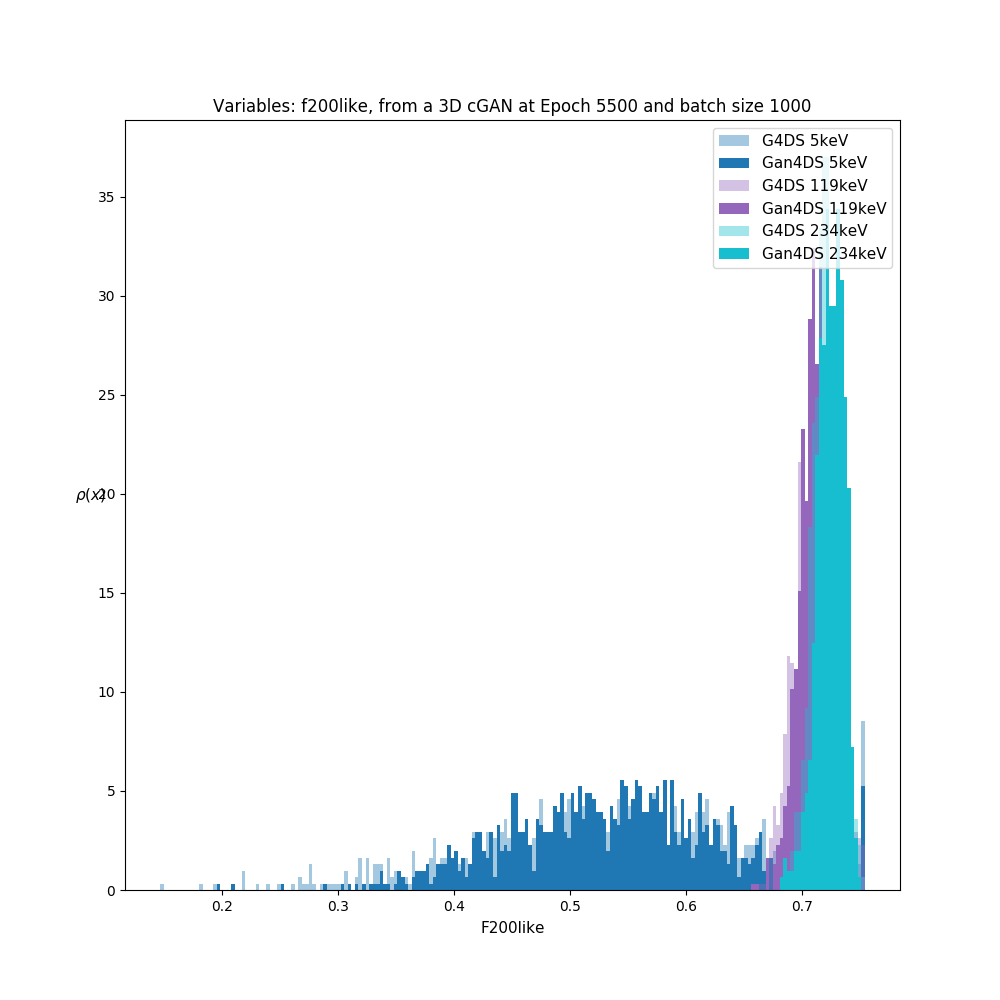 Variables: f200like, from a 3D cGAN at Epoch 5500 and batch size 1000
G4DS 5keV
Gan4DS 5keV
G4DS 119keV
Gan4DS 119keV
G4DS 234keV
Gan4DS 234keV
35
30
25
ρ(x)
20
15
10
5
0
0.2 0.3 0.4 0.5 0.6 0.7
F200like